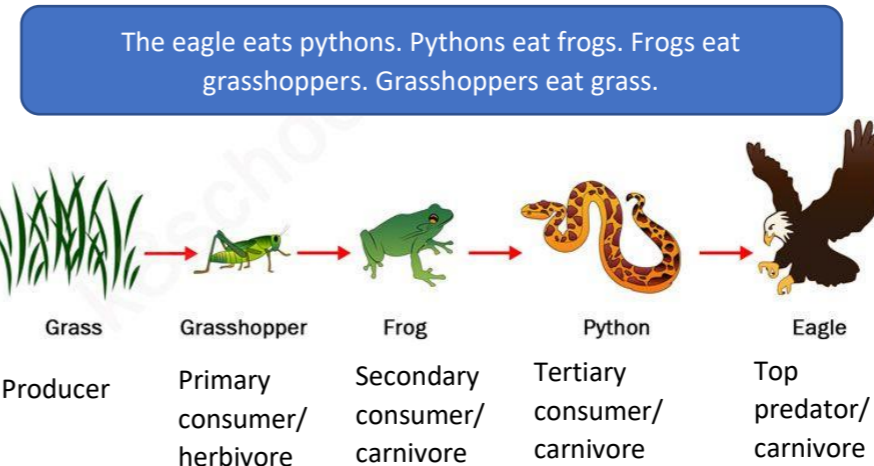 The eagle eats pythons. Pythons eat frogs. Frogs eat
grasshoppers. Grasshoppers eat grass.
Grass
Grasshopper
Frog
Python
Eagle
Producer
Primary
consumer/
herbivore
Secondary
consumer/
carnivore
Tertiary
consumer/
carnivore
Top
predator/
carnivore